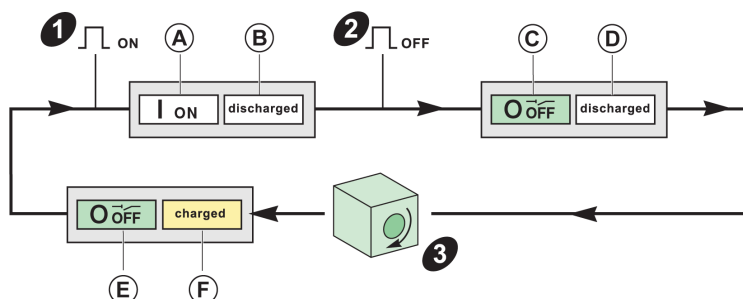 1 ON A B 2 OFF C D
I ON discharged O OFF discharged
O OFF charged
3
E F